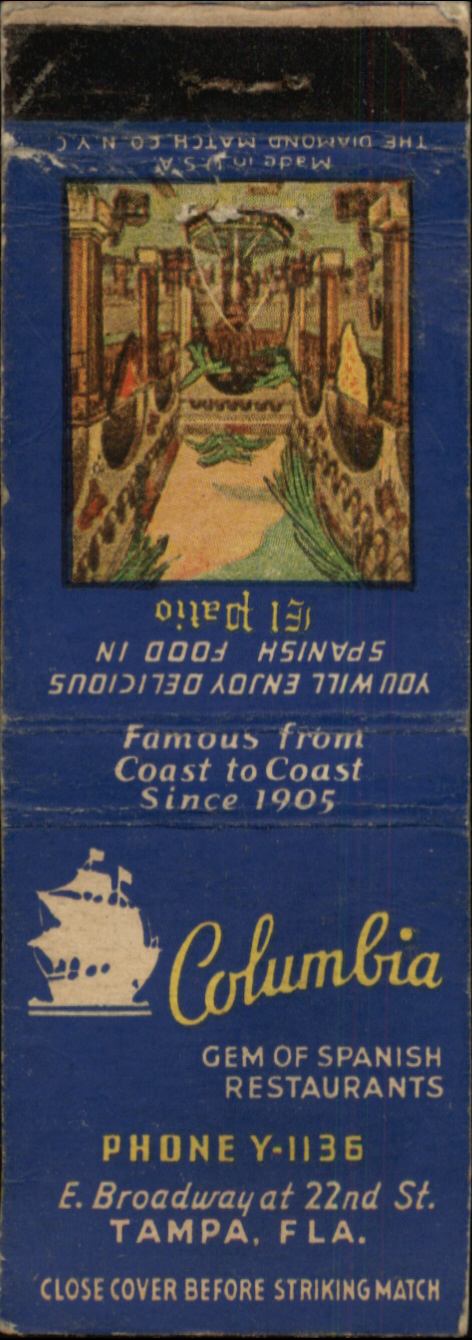 THE DIAMOND MATCH CO. N.Y.C.
Made in U.S.A.
YOU WILL ENJOY DELICIOUS
SPANISH FOOD IN
El Patio
Famous from
Coast to Coast
Since 1905
Columbia
GEM OF SPANISH
RESTAURANTS
PHONE Y-1136
E. Broadway at 22nd St.
TAMPA, FLA.
CLOSE COVER BEFORE STRIKING MATCH